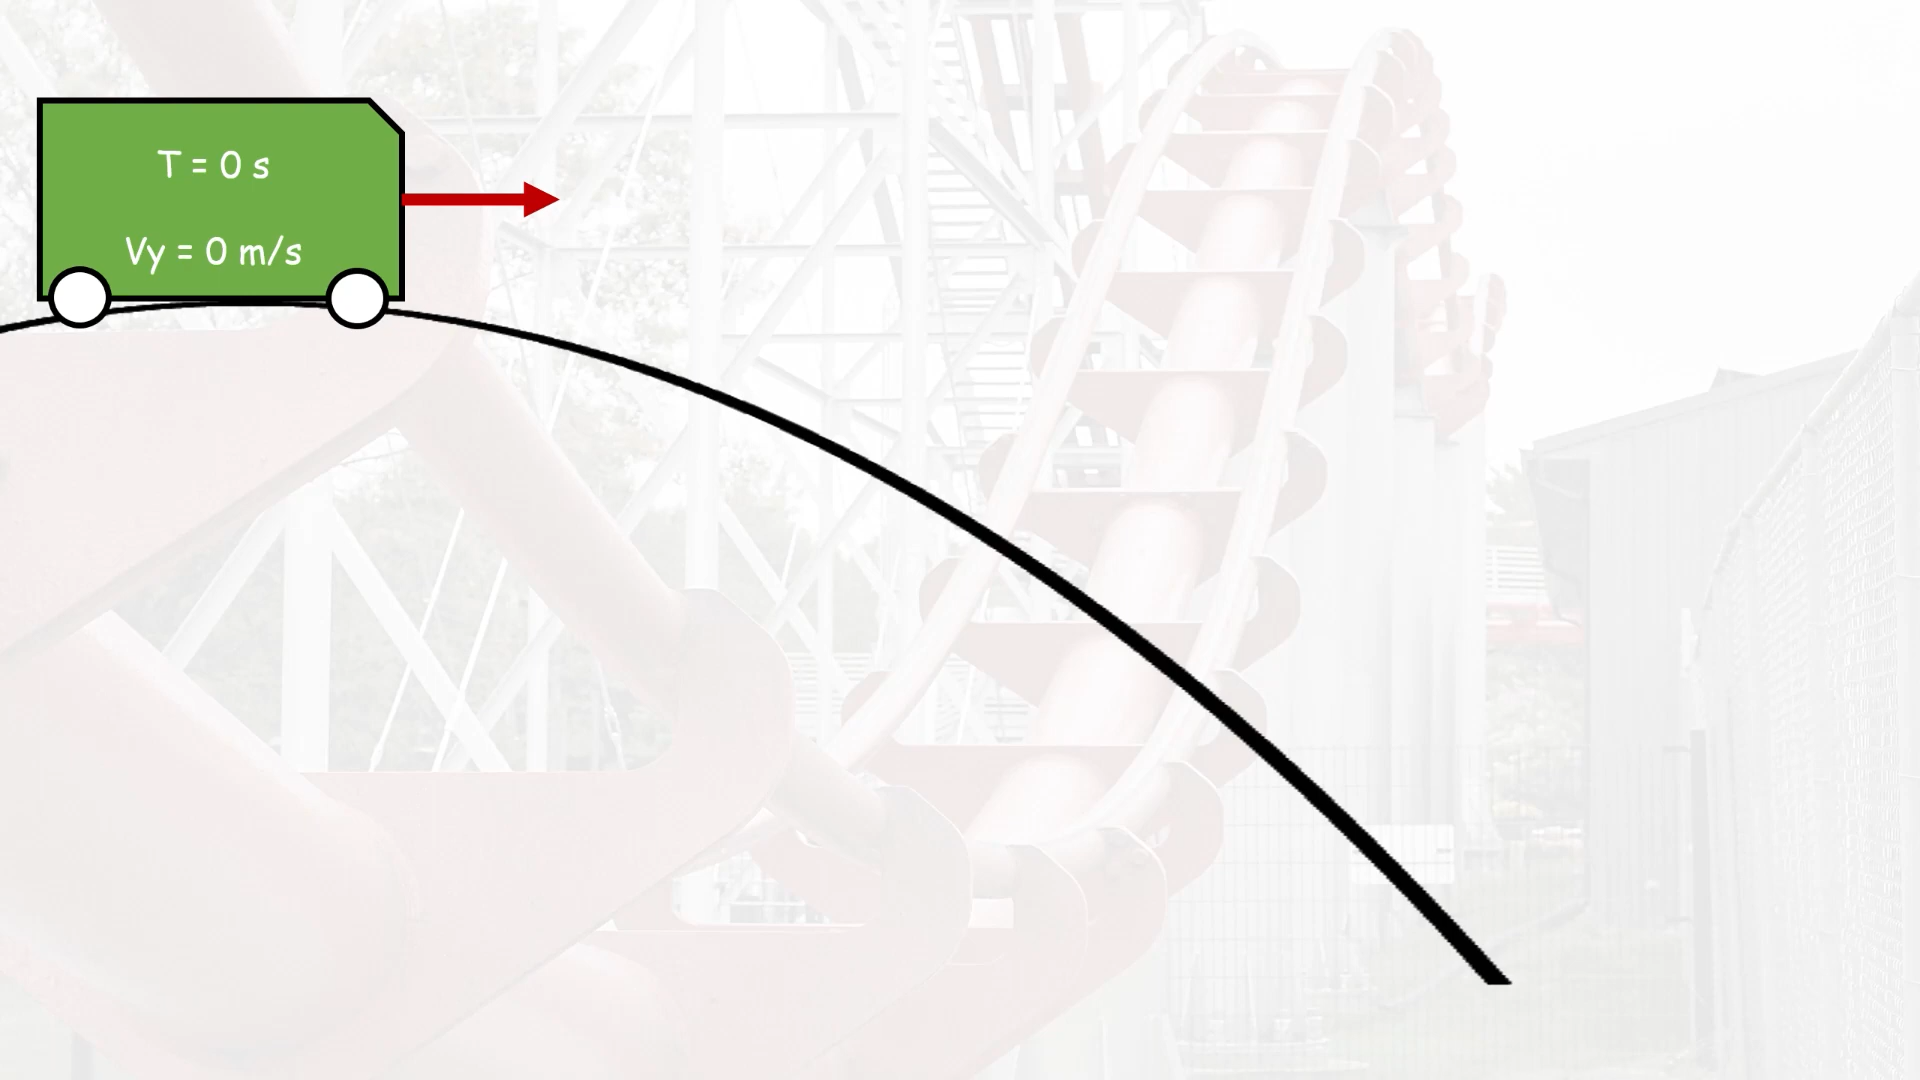 T = 0 s
Vy = 0 m/s